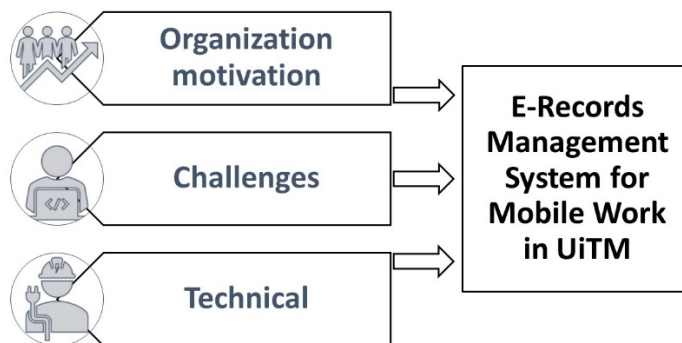 Organization
motivation
Challenges
</>
Technical
E-Records
Management
System for
Mobile Work
in UiTM